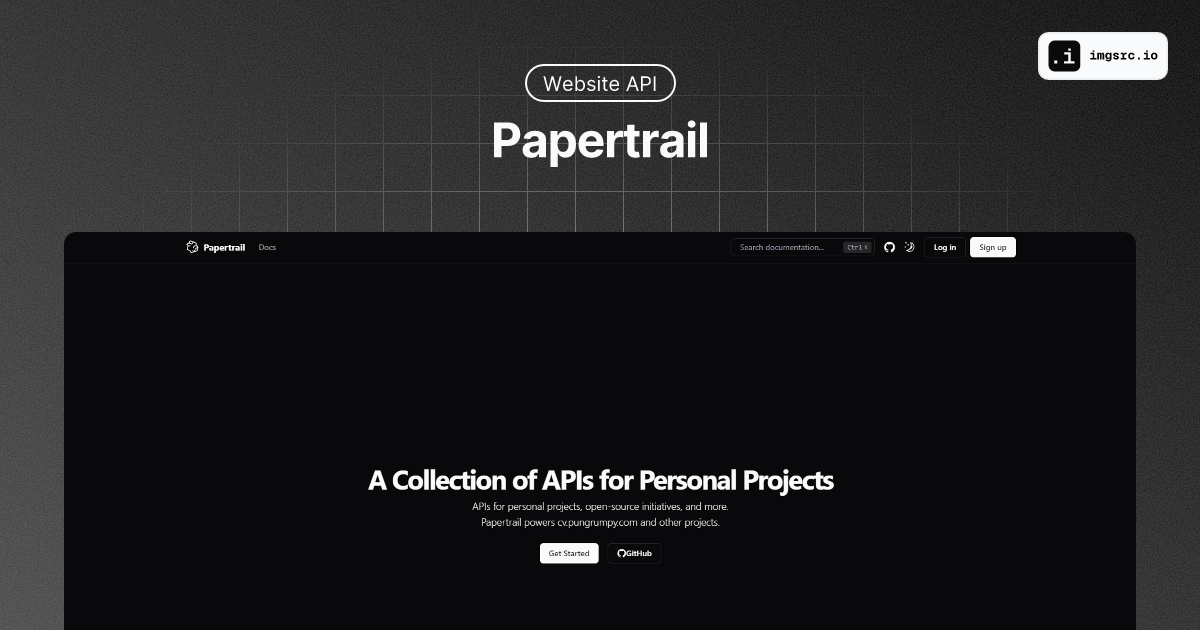 .i imgsrc.io
Website API
Papertrail
Papertrail Docs Search documentation... Ctrl K Log in Sign up
A Collection of APIs for Personal Projects
APIs for personal projects, open-source initiatives, and more.
Papertrail powers cv.pungrumpy.com and other projects.
Get Started GitHub